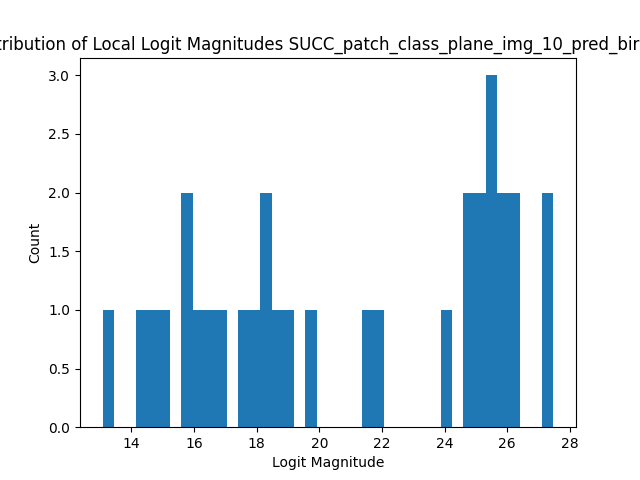 tribution of Local Logit Magnitudes SUCC_patch_class_plane_img_10_pred_bir
3.0
2.5
2.0
1.5
1.0
0.5
0.0
Count
14 16 18 20 22 24 26 28
Logit Magnitude